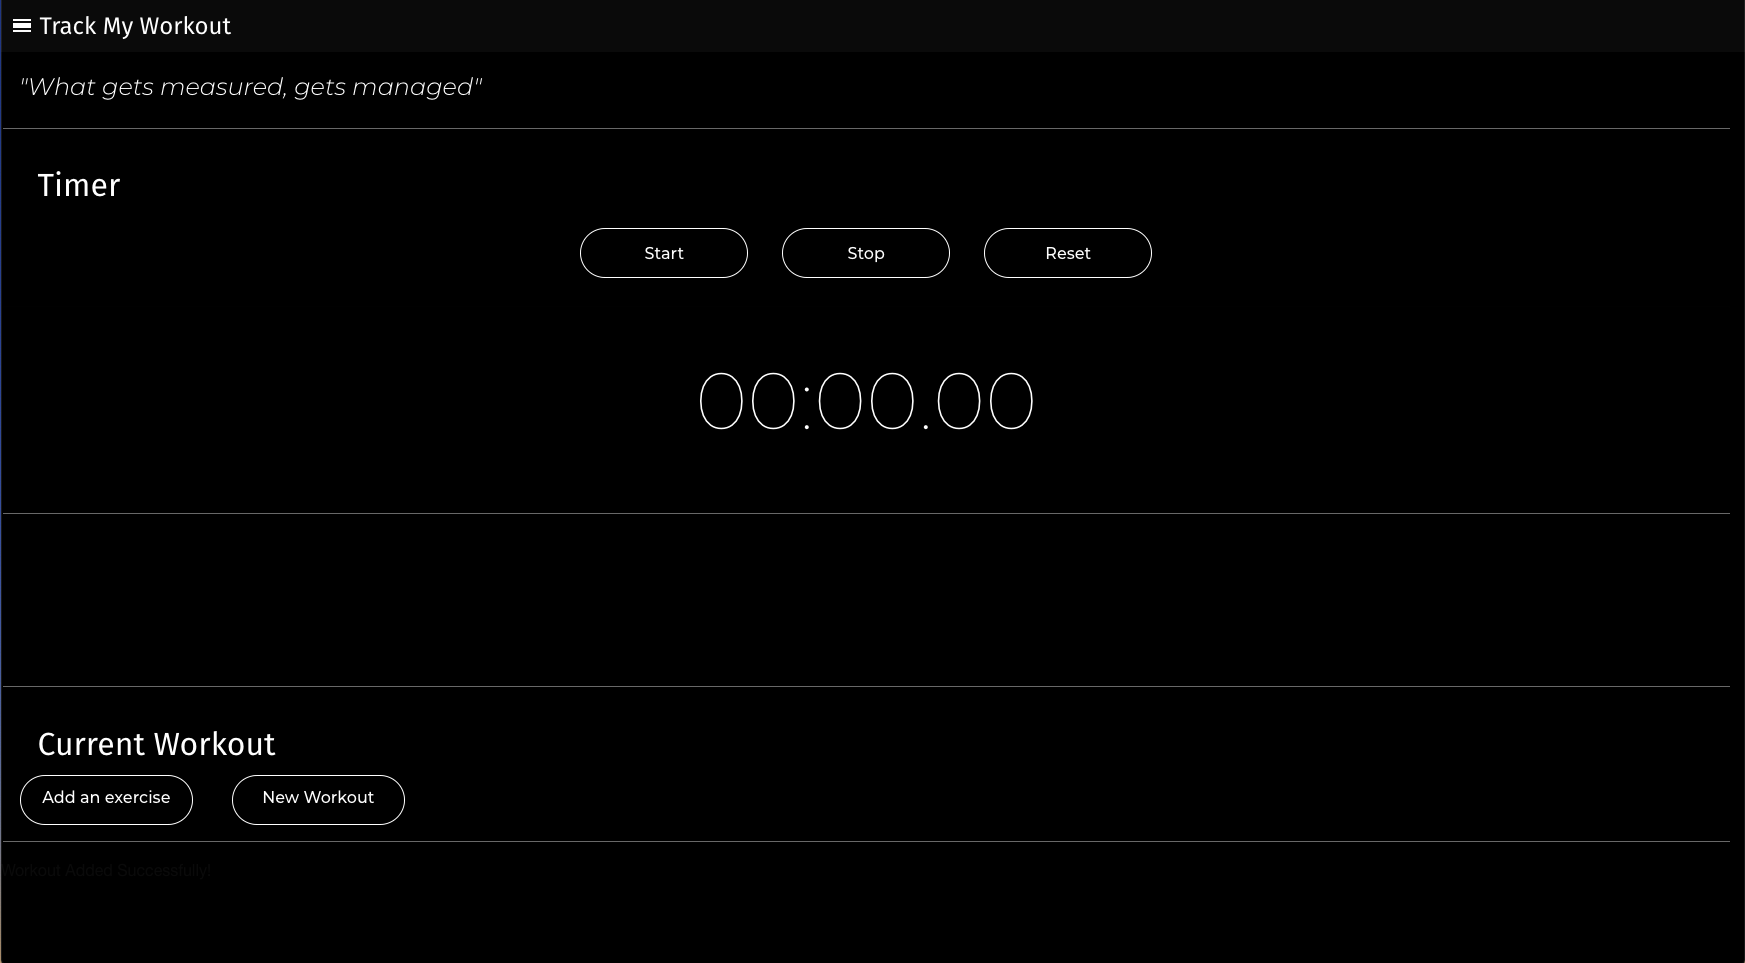 Track My Workout
"What gets measured, gets managed"
Timer
Start Stop Reset
00:00.00
Current Workout
Add an exercise New Workout
Workout Added Successfully!